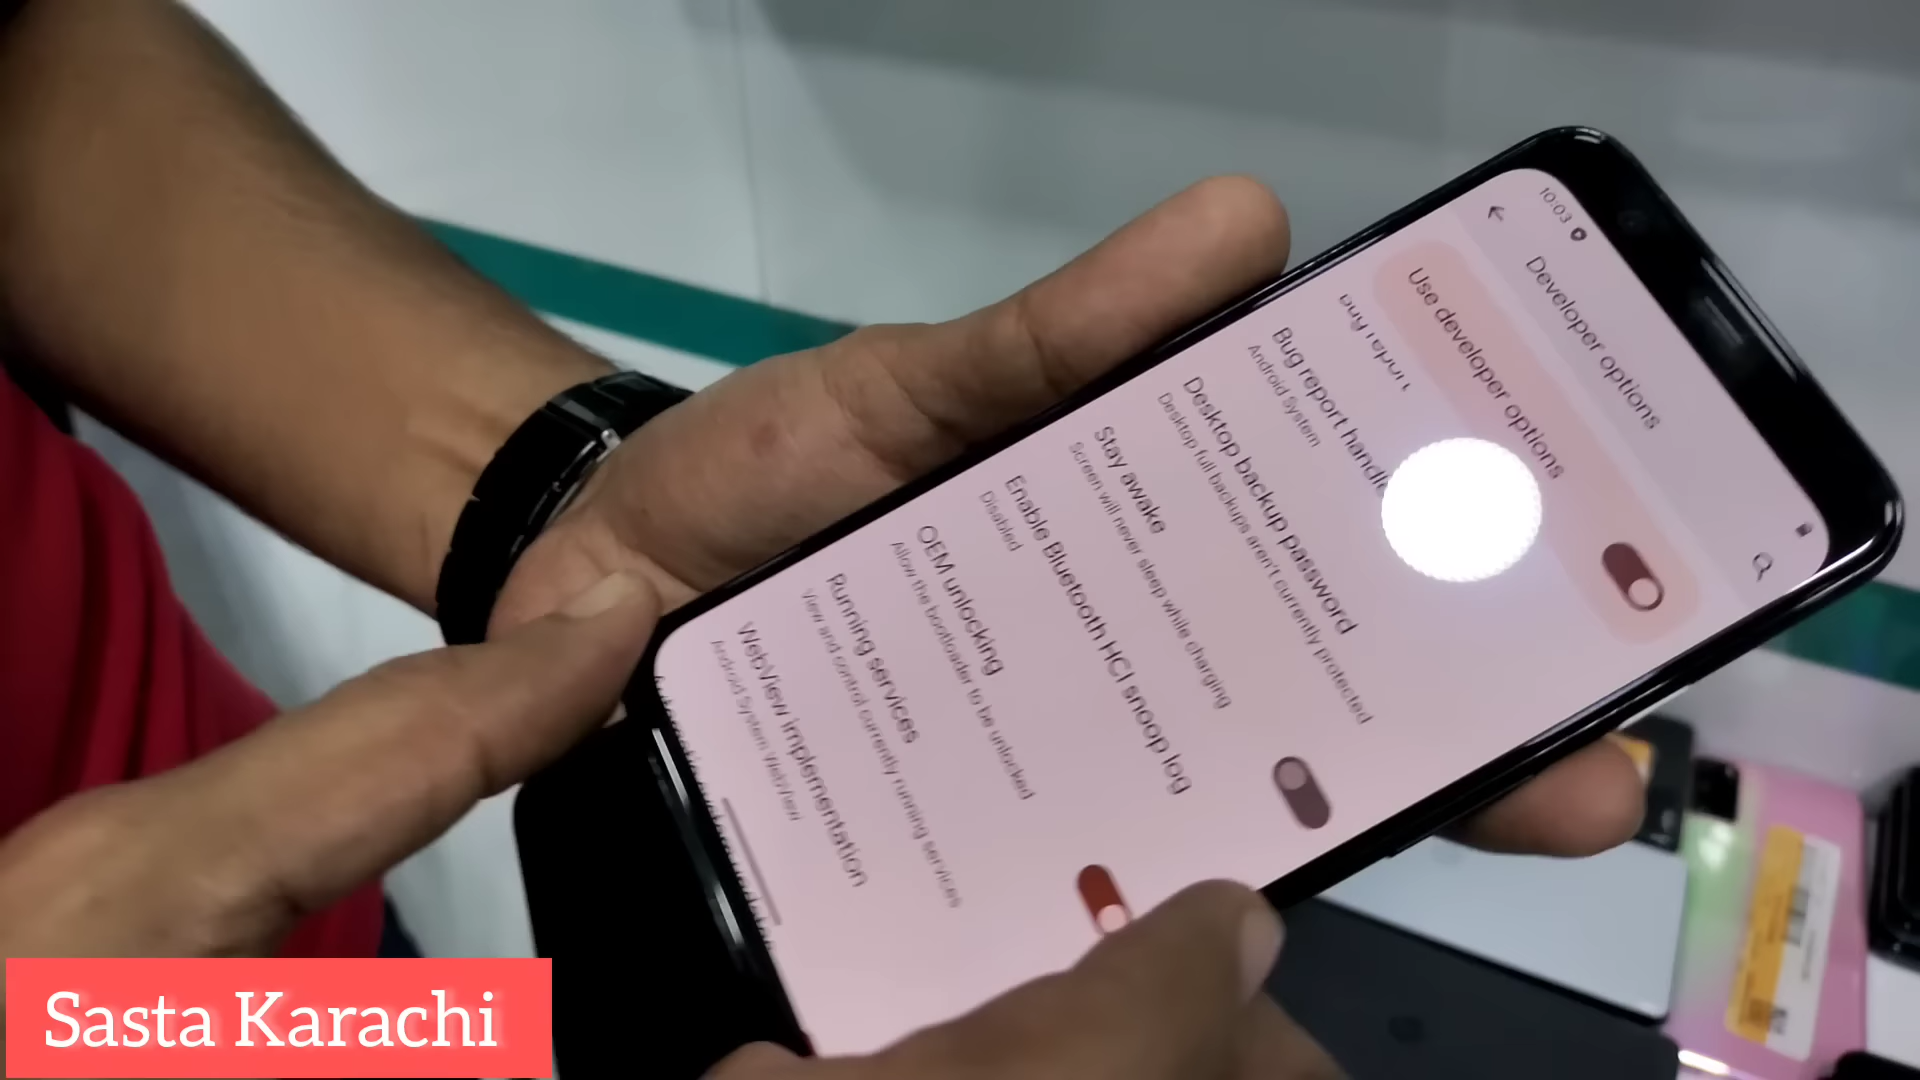 10:03
Developer options
Use developer options
Bug report
Bug report handle
Android System
Desktop backup password
Desktop full backups aren't currently protected
Stay awake
Screen will never sleep while charging
Enable Bluetooth HCI snoop log
Disabled
OEM unlocking
Allow the bootloader to be unlocked
Running services
View and control currently running services
WebView implementation
Android System WebView
Sasta Karachi